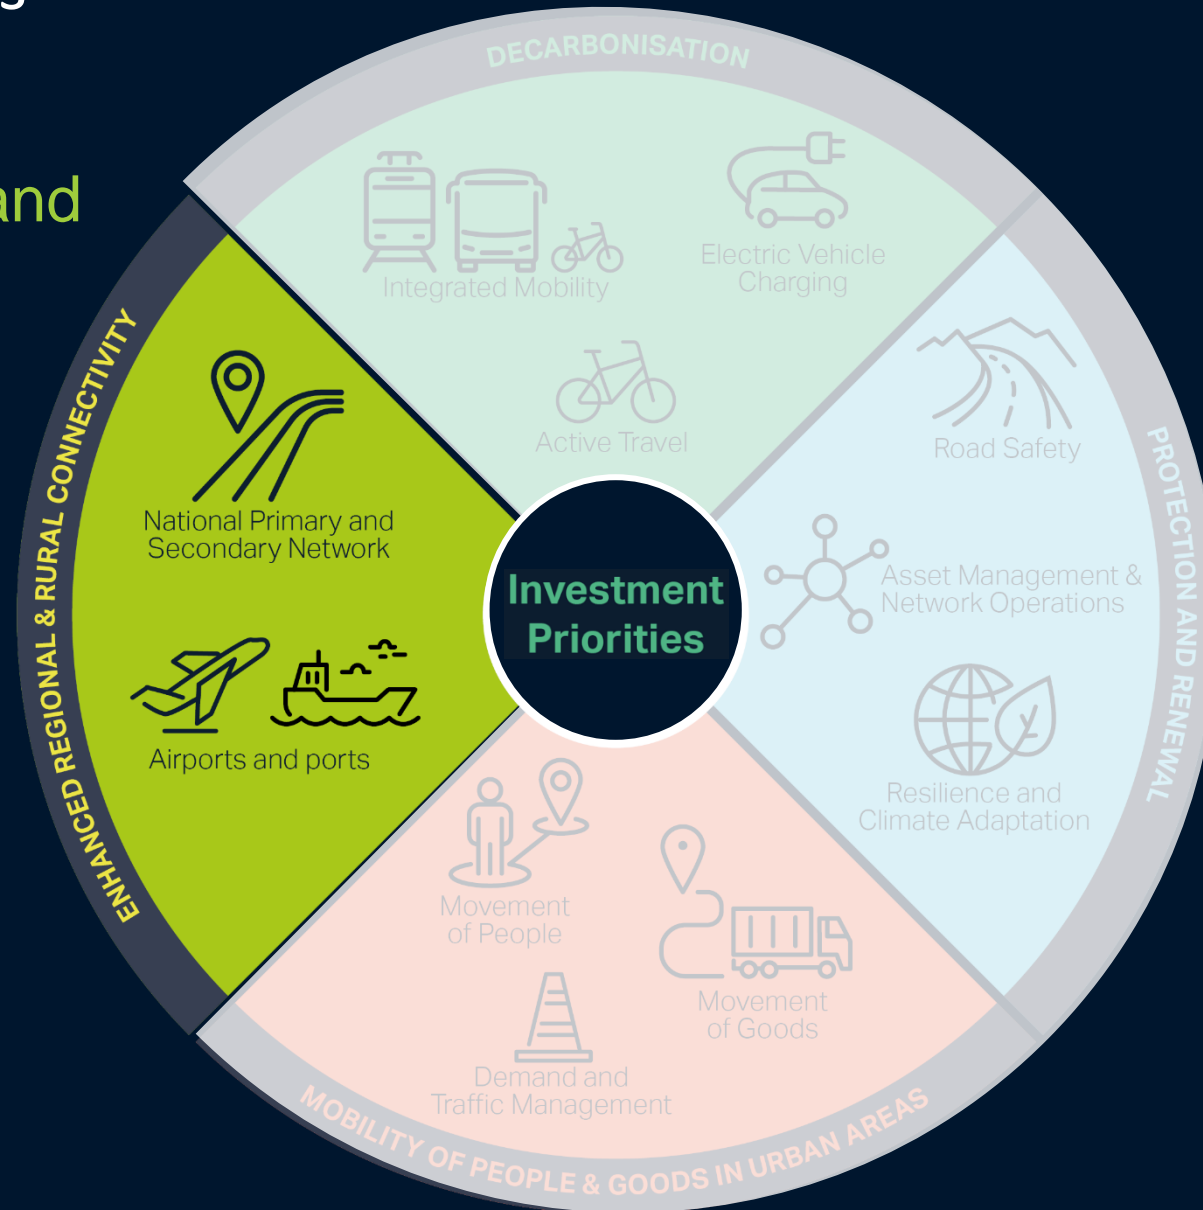 g
and
DECARBONISATION
Integrated Mobility
Electric Vehicle
Charging
Active Travel
PROTECTION AND RENEWAL
Road Safety
Asset Management &
Network Operations
Resilience and
Climate Adaptation
ENHANCED REGIONAL & RURAL CONNECTIVITY
National Primary and
Secondary Network
Airports and ports
Investment
Priorities
Movement
of People
Movement
of Goods
Demand and
Traffic Management
MOBILITY OF PEOPLE & GOODS IN URBAN AREAS